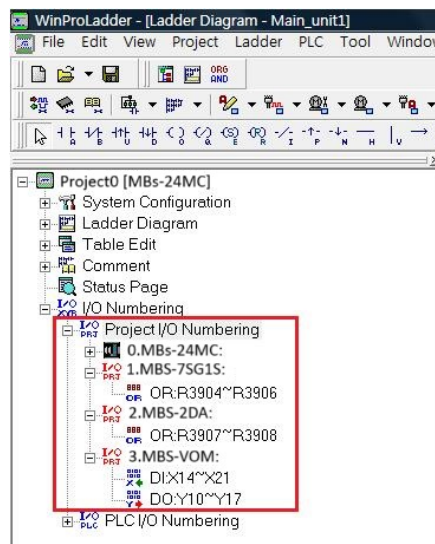 WinProLadder - [Ladder Diagram - Main_unit1]
File Edit View Project Ladder PLC Tool Window
ORG
AND
A B U D Q S R I P N H V
Project0 [MBs-24MC]
System Configuration
Ladder Diagram
Table Edit
Comment
Status Page
I/O Numbering
Project I/O Numbering
0.MBs-24MC:
1.MBS-7SG1S:
OR:R3904~R3906
2.MBS-2DA:
OR:R3907~R3908
3.MBS-VOM:
DI:X14~X21
DO:Y10~Y17
PLC I/O Numbering